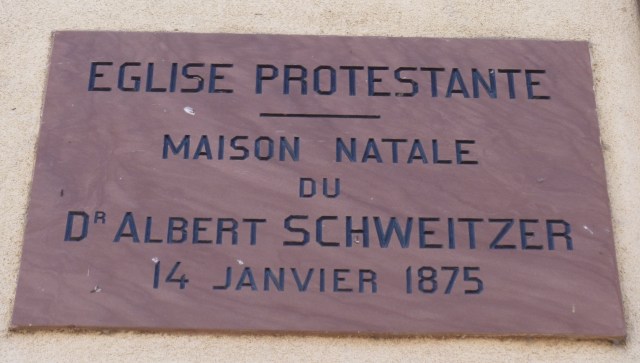 EGLISE PROTESTANTE
MAISON NATALE
DU
DR ALBERT SCHWEITZER
14 JANVIER 1875